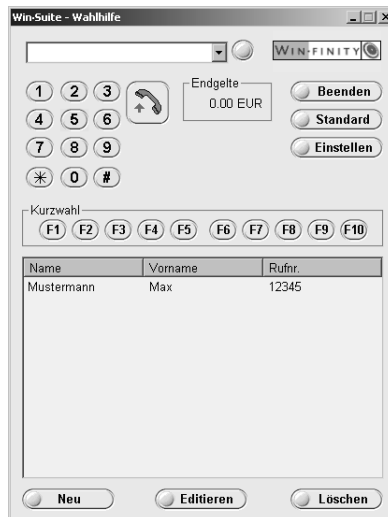 Win-Suite - Wahlhilfe
WIN-FINITY
1 2 3
Endgelte
0.00 EUR
Beenden
4 5 6
Standard
7 8 9
Einstellen
* 0 #
Kurzwahl
F1 F2 F3 F4 F5 F6 F7 F8 F9 F10
Name Vorname Rufnr.
Mustermann Max 12345
Neu Editieren Löschen